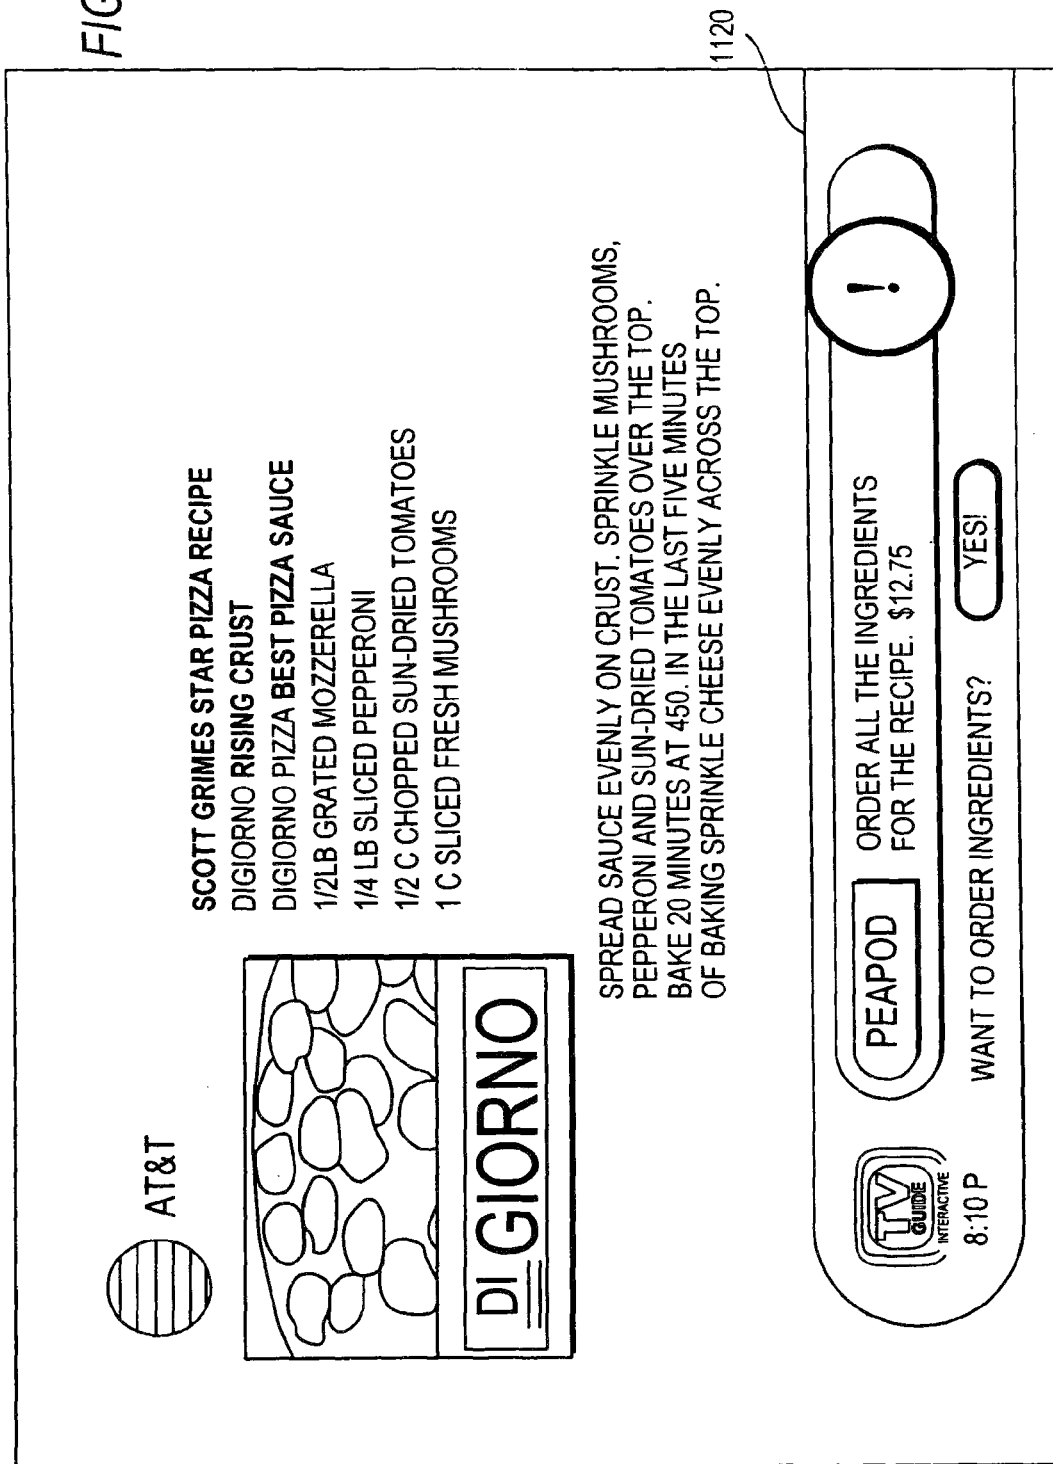 FIG
AT&T
SCOTT GRIMES STAR PIZZA RECIPE
DIGIORNO RISING CRUST
DIGIORNO PIZZA BEST PIZZA SAUCE
1/2LB GRATED MOZZERELLA
1/4 LB SLICED PEPPERONI
1/2 C CHOPPED SUN-DRIED TOMATOES
1 C SLICED FRESH MUSHROOMS
DI GIORNO
SPREAD SAUCE EVENLY ON CRUST. SPRINKLE MUSHROOMS,
PEPPERONI AND SUN-DRIED TOMATOES OVER THE TOP.
BAKE 20 MINUTES AT 450. IN THE LAST FIVE MINUTES
OF BAKING SPRINKLE CHEESE EVENLY ACROSS THE TOP.
1120
TV
GUIDE
INTERACTIVE
8:10 P
PEAPOD
ORDER ALL THE INGREDIENTS
FOR THE RECIPE. $12.75
!
WANT TO ORDER INGREDIENTS?
YES!